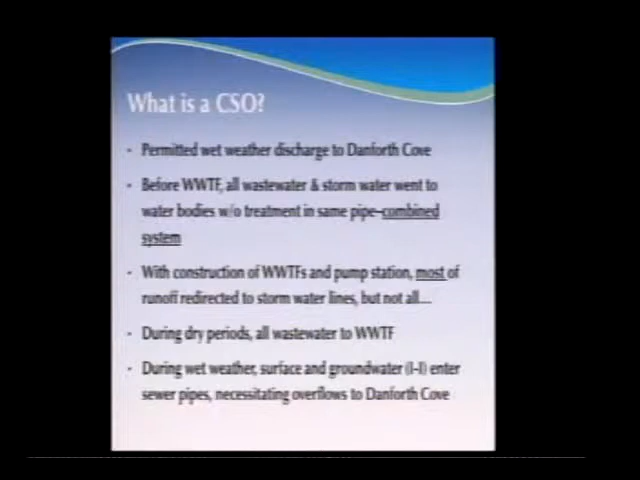 What is a CSO?
• Permitted wet weather discharge to Danforth Cove
• Before WWTF, all wastewater & storm water went to
water bodies w/o treatment in same pipe–combined
system
• With construction of WWTFs and pump station, most of
runoff redirected to storm water lines, but not all....
• During dry periods, all wastewater to WWTF
• During wet weather, surface and groundwater (I-I) enter
sewer pipes, necessitating overflows to Danforth Cove